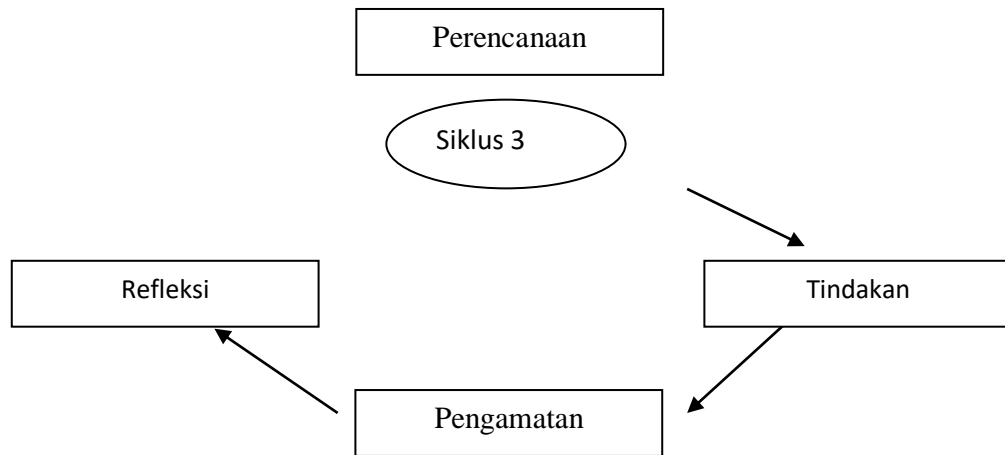 Perencanaan
Siklus 3
Refleksi
Tindakan
Pengamatan